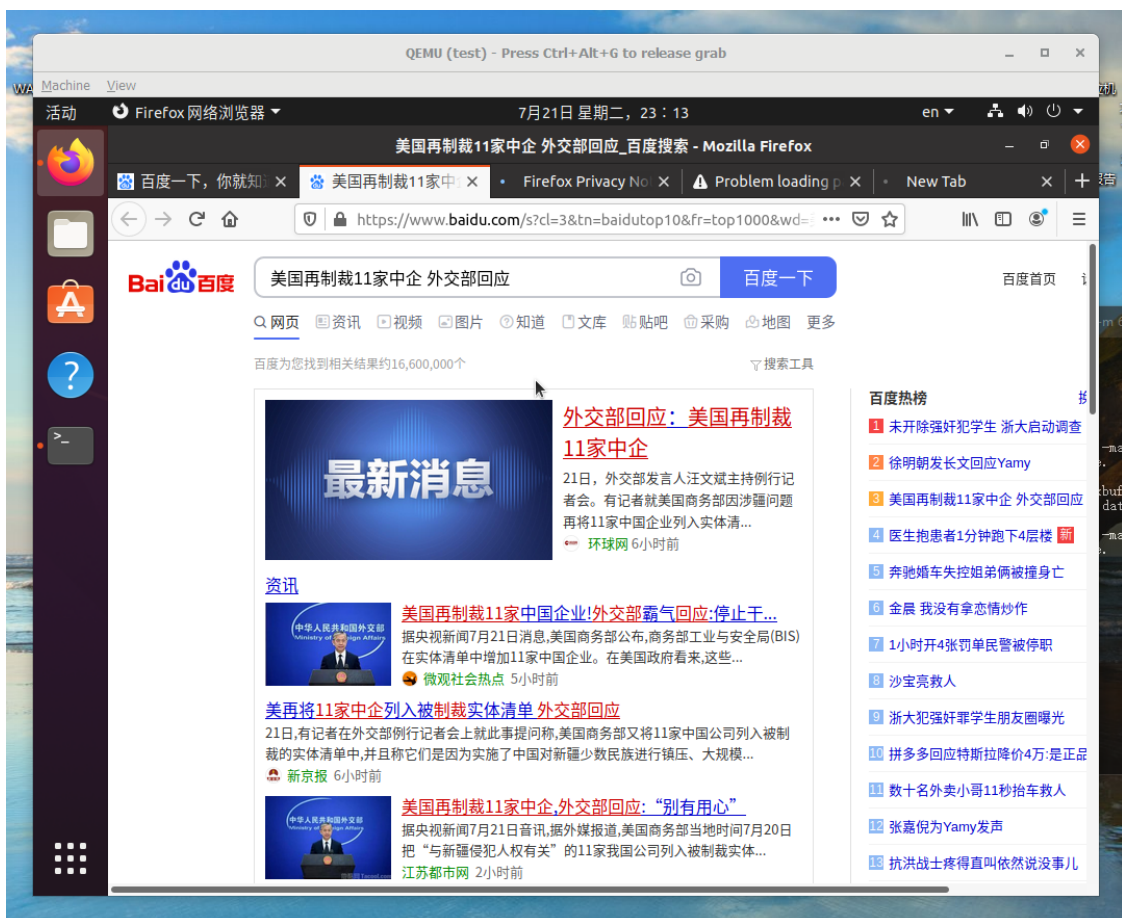 QEMU (test) - Press Ctrl+Alt+G to release grab
Machine View
活动 Firefox 网络浏览器 7月21日 星期二，23：13 en
美国再制裁11家中企 外交部回应_百度搜索 - Mozilla Firefox
百度一下，你就知 美国再制裁11家中 Firefox Privacy No Problem loading p New Tab
https://www.baidu.com/s?cl=3&tn=baidutop10&fr=top1000&wd=
Bai du 百度 美国再制裁11家中企 外交部回应 百度一下 百度首页
网页 资讯 视频 图片 知道 文库 贴吧 采购 地图 更多
百度为您找到相关结果约16,600,000个 搜索工具
最新消息
外交部回应：美国再制裁
11家中企
21日，外交部发言人汪文斌主持例行记
者会。有记者就美国商务部因涉疆问题
再将11家中国企业列入实体清...
环球网 6小时前
资讯
中华人民共和国外交部
Ministry of Foreign Affairs
美国再制裁11家中国企业!外交部霸气回应:停止干...
据央视新闻7月21日消息,美国商务部公布,商务部工业与安全局(BIS)
在实体清单中增加11家中国企业。在美国政府看来,这些...
微观社会热点 5小时前
美再将11家中企列入被制裁实体清单 外交部回应
21日,有记者在外交部例行记者会上就此事提问称,美国商务部又将11家中国公司列入被制
裁的实体清单中,并且称它们是因为实施了中国对新疆少数民族进行镇压、大规模...
新京报 6小时前
中华人民共和国外交部
美国再制裁11家中企,外交部回应:“别有用心”
据央视新闻7月21日音讯,据外媒报道,美国商务部当地时间7月20日
把“与新疆侵犯人权有关”的11家我国公司列入被制裁实体...
江苏都市网 2小时前
百度热榜 换
1 未开除强奸犯学生 浙大启动调查
2 徐明朝发长文回应Yamy
3 美国再制裁11家中企 外交部回应
4 医生抱患者1分钟跑下4层楼 新
5 奔驰婚车失控姐弟俩被撞身亡
6 金晨 我没有拿恋情炒作
7 1小时开4张罚单民警被停职
8 沙宝亮救人
9 浙大犯强奸罪学生朋友圈曝光
10 拼多多回应特斯拉降价4万:是正品
11 数十名外卖小哥11秒抬车救人
12 张嘉倪为Yamy发声
13 抗洪战士疼得直叫依然说没事儿